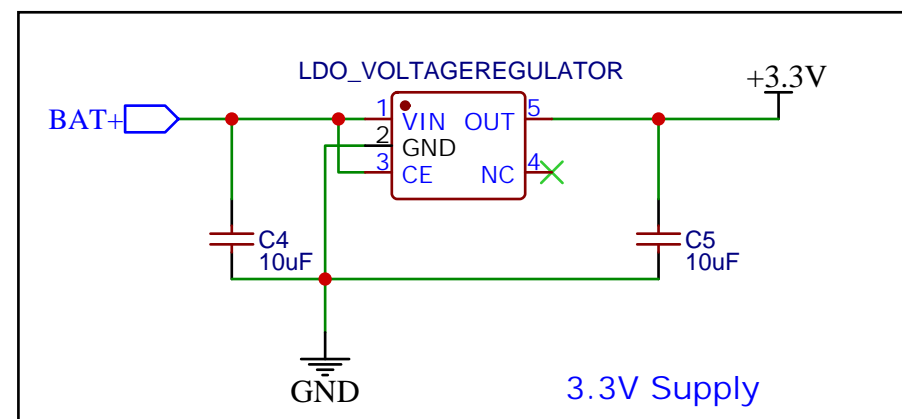 LDO_VOLTAGEREGULATOR
+3.3V
BAT+
1
VIN
OUT
5
2
GND
3
CE
NC
4
C4
10uF
C5
10uF
GND
3.3V Supply